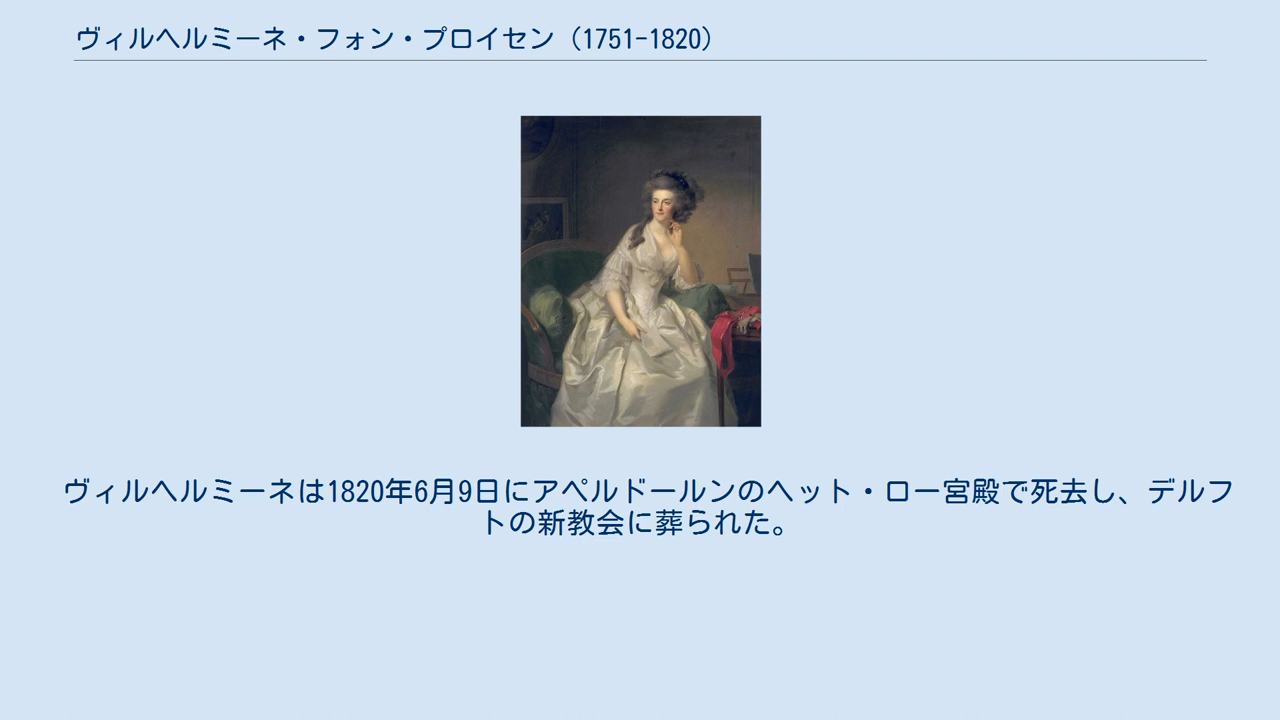 ヴィルヘルミーネ・フォン・プロイセン（1751-1820）
ヴィルヘルミーネは1820年6月9日にアペルドールンのヘット・ロー宮殿で死去し、デルフ
トの新教会に葬られた。